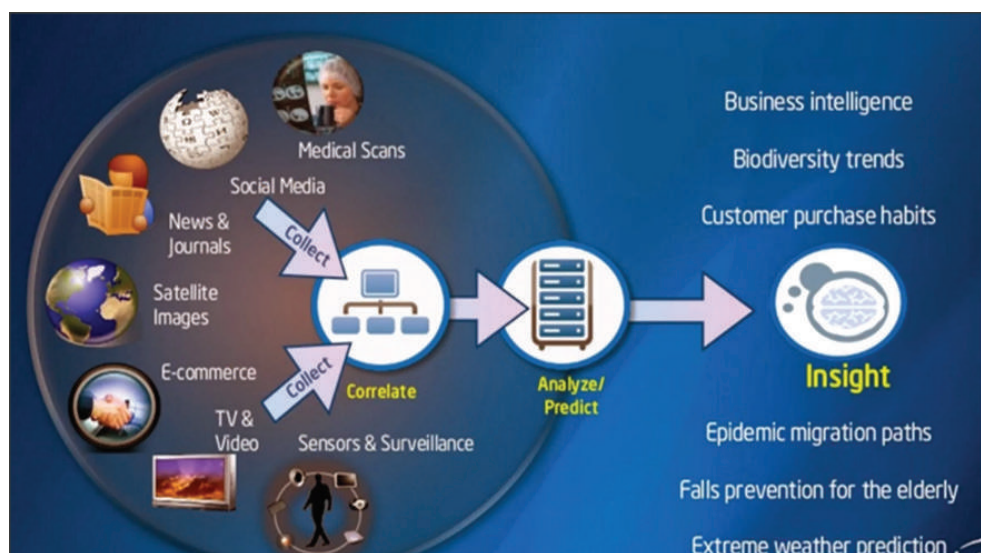 Medical Scans
Social Media
News &
Journals
Satellite
Images
E-commerce
TV &
Video
Sensors & Surveillance
Collect
Collect
Correlate
Analyze/
Predict
Business intelligence
Biodiversity trends
Customer purchase habits
Insight
Epidemic migration paths
Falls prevention for the elderly
Extreme weather prediction